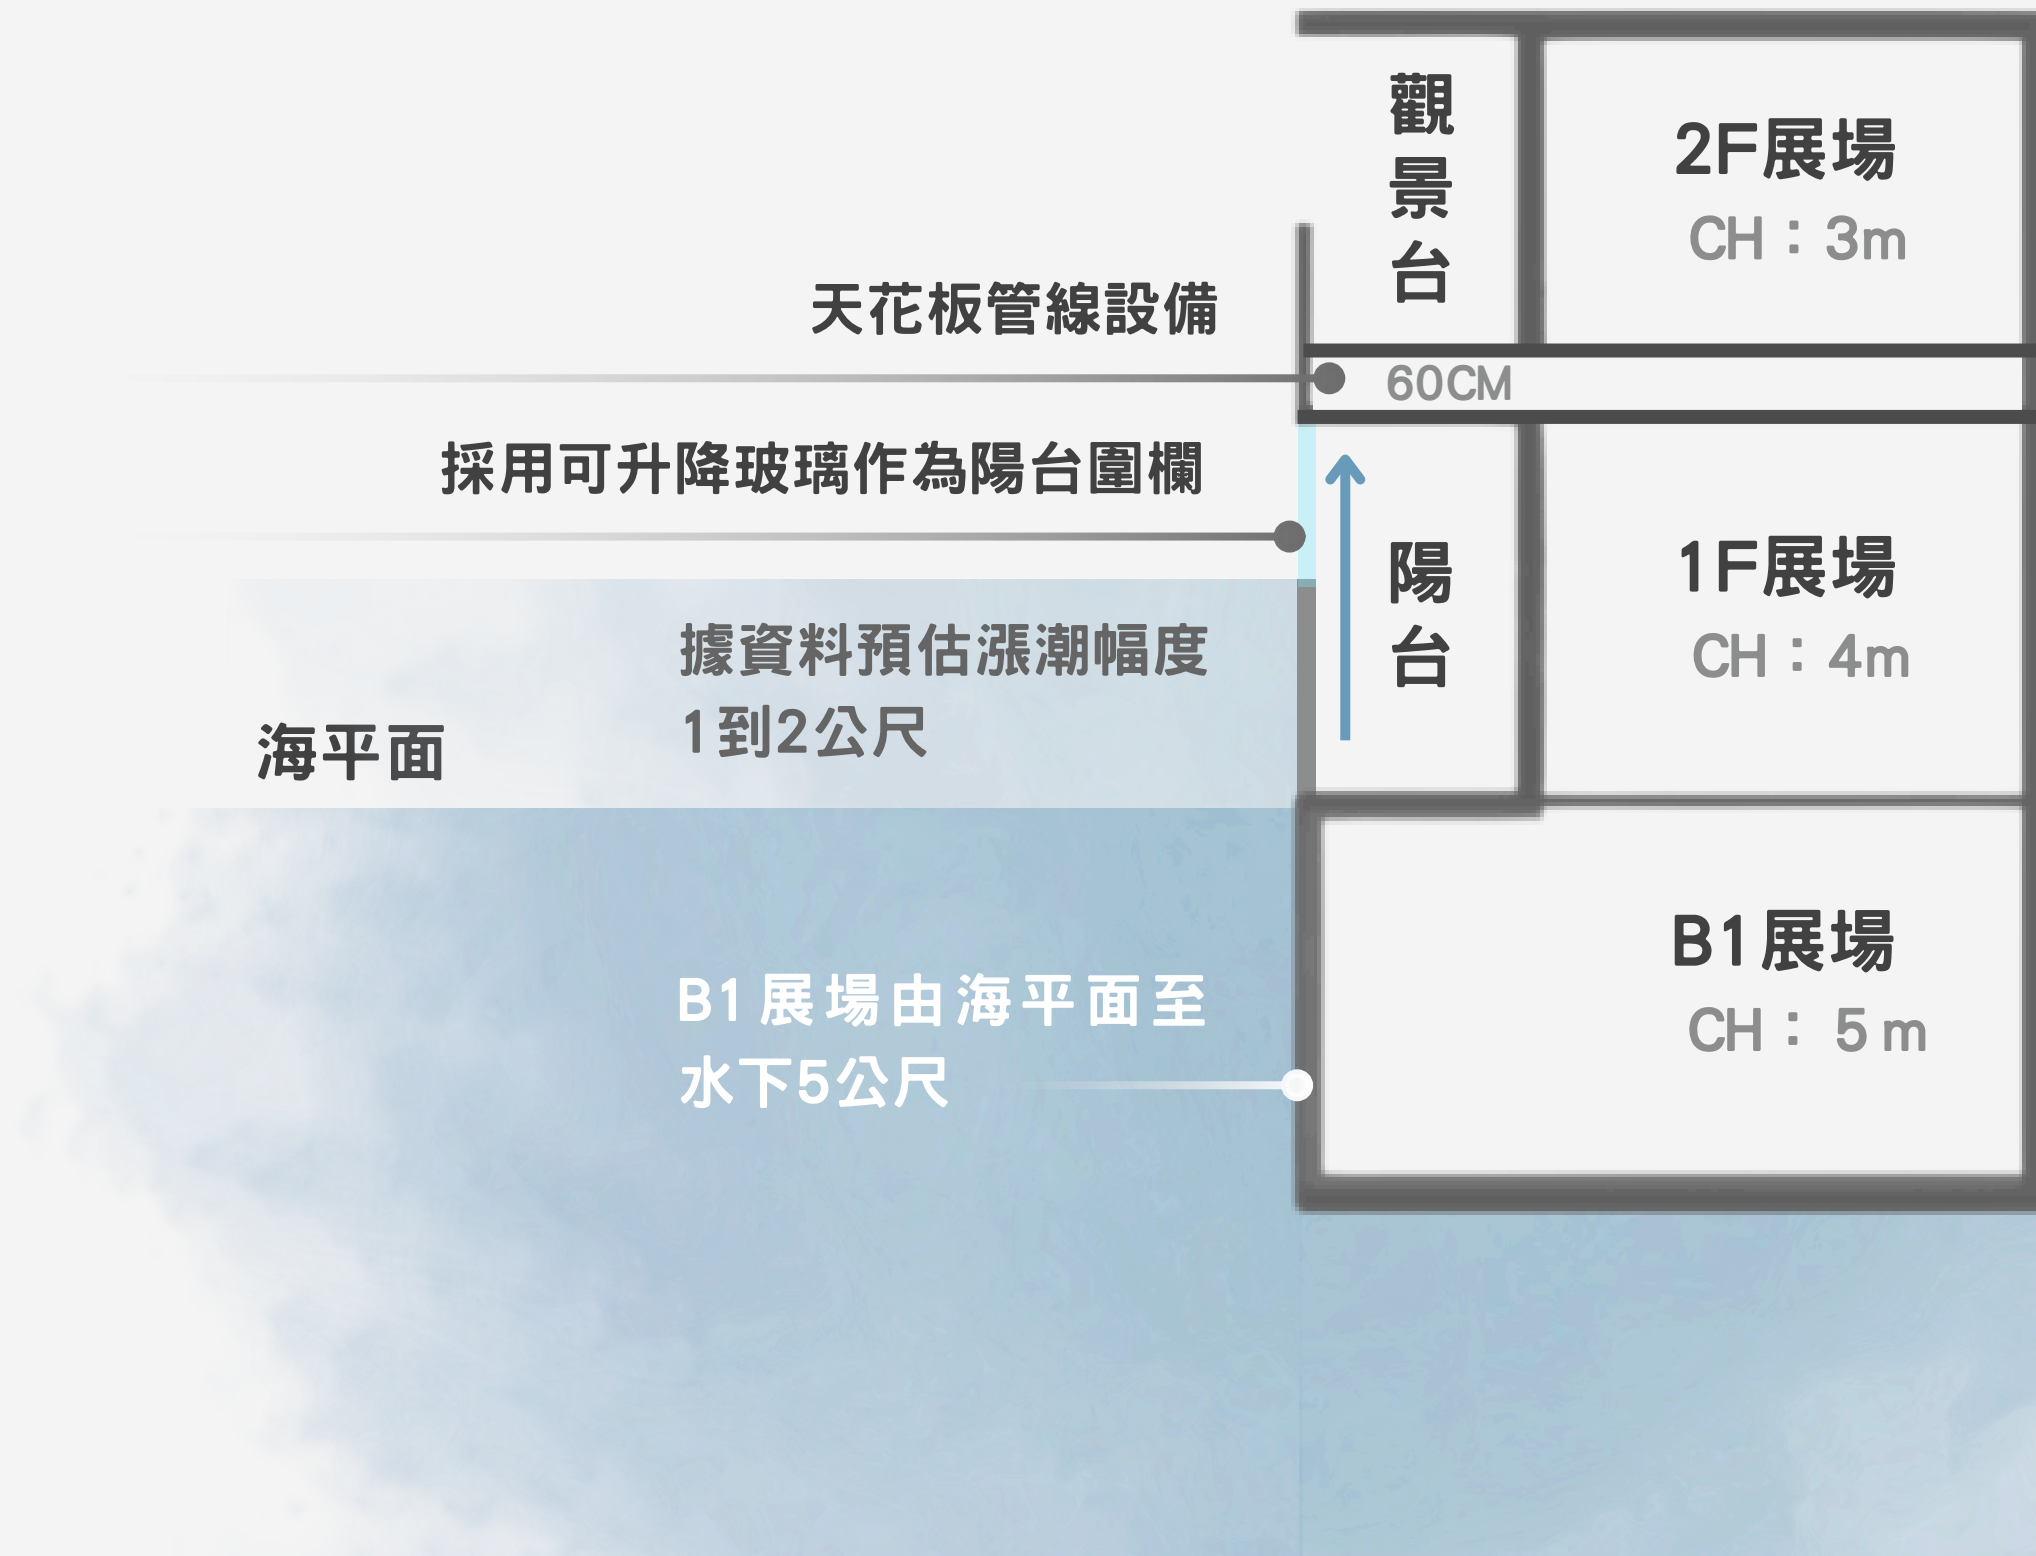 觀景台
2F展場
CH：3m
天花板管線設備
60CM
採用可升降玻璃作為陽台圍欄
陽台
1F展場
CH：4m
據資料預估漲潮幅度
1到2公尺
海平面
B1展場
CH：5m
B1展場由海平面至
水下5公尺